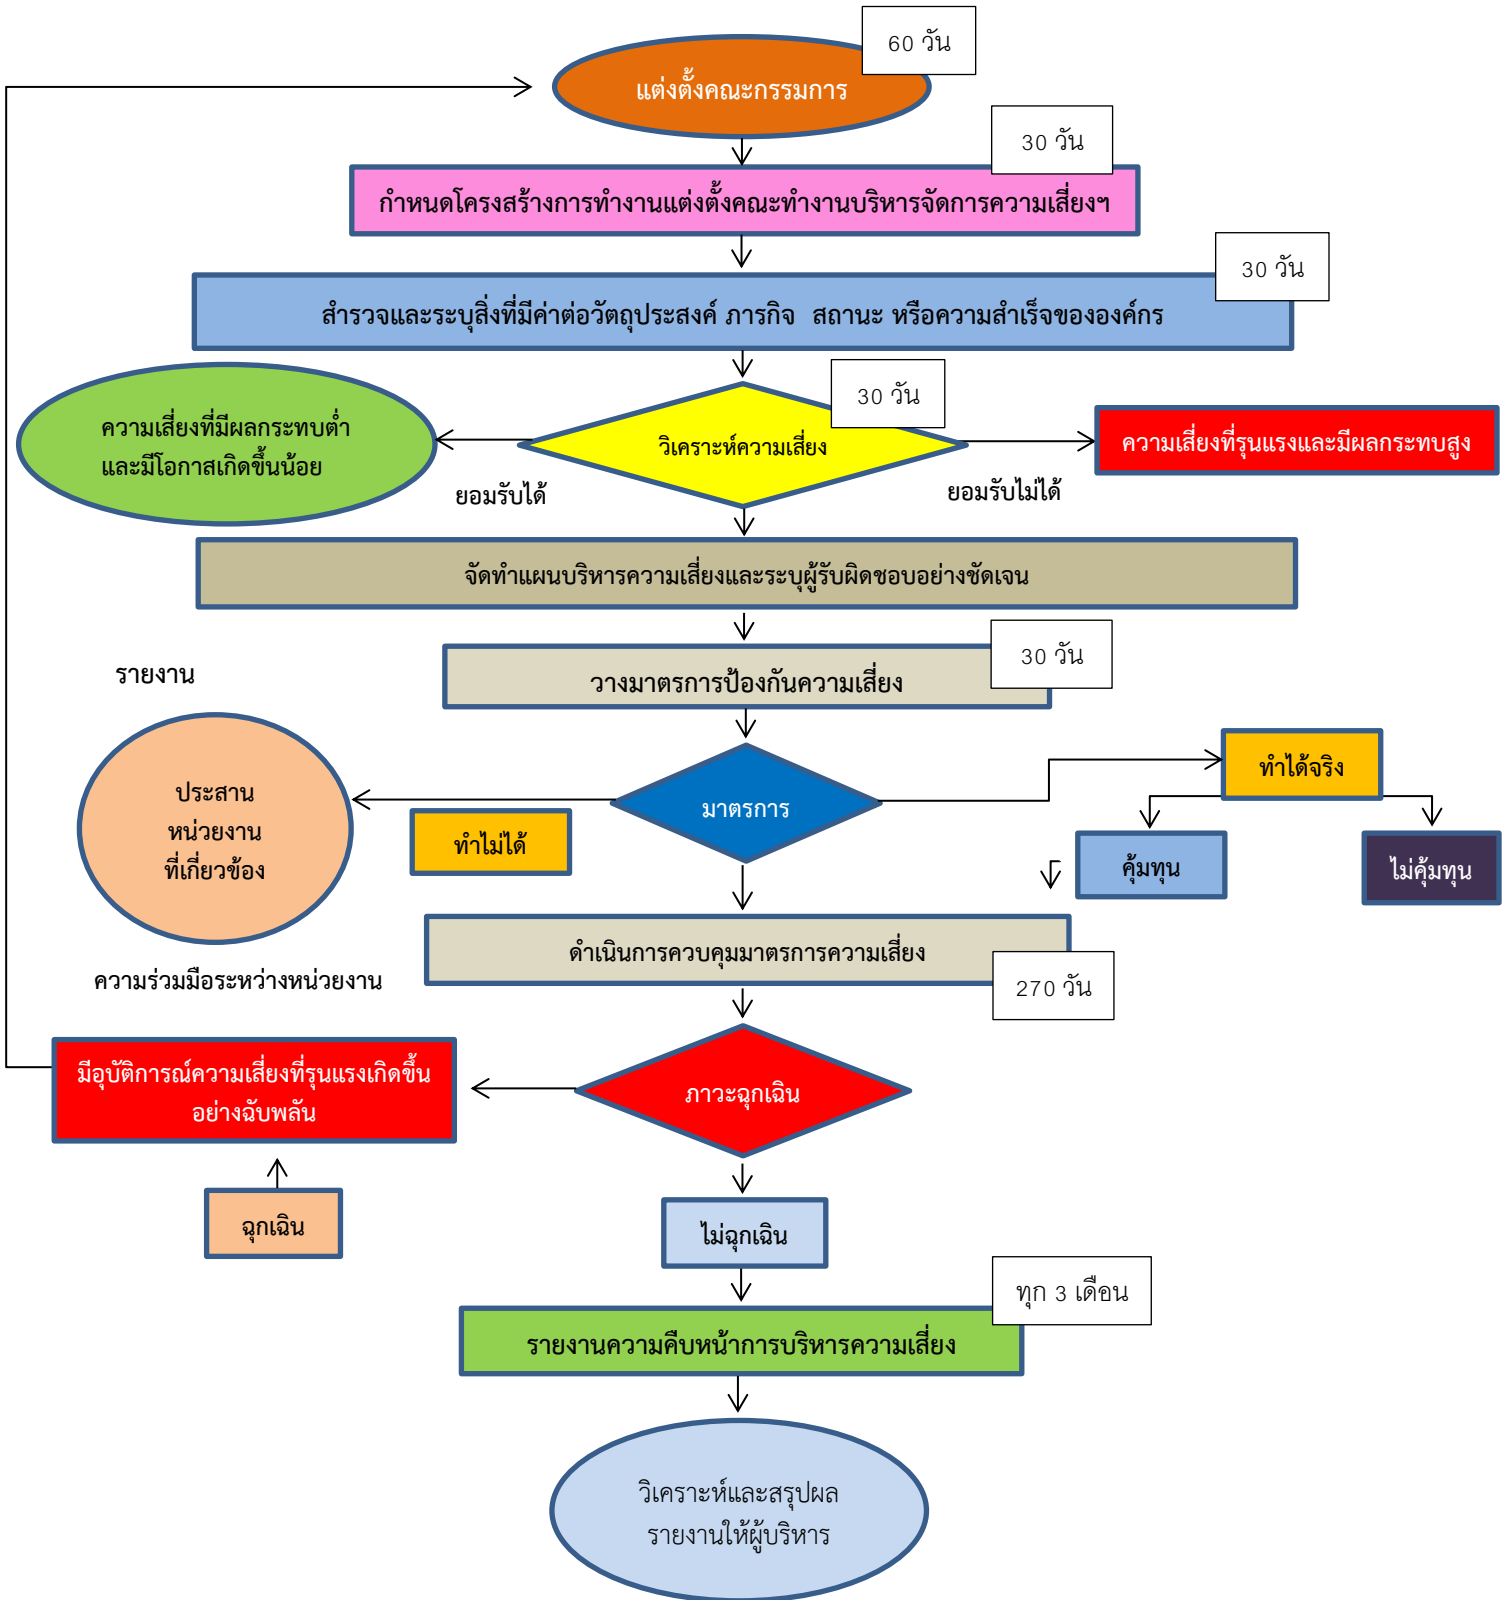 60 วัน
แต่งตั้งคณะกรรมการ
30 วัน
กำหนดโครงสร้างการทำงานแต่งตั้งคณะทำงานบริหารจัดการความเสี่ยงฯ
30 วัน
สำรวจและระบุสิ่งที่มีค่าต่อวัตถุประสงค์ ภารกิจ  สถานะ หรือความสำเร็จขององค์กร
30 วัน
ความเสี่ยงที่มีผลกระทบต่ำ
และมีโอกาสเกิดขึ้นน้อย
วิเคราะห์ความเสี่ยง
ความเสี่ยงที่รุนแรงและมีผลกระทบสูง
ยอมรับได้
ยอมรับไม่ได้
จัดทำแผนบริหารความเสี่ยงและระบุผู้รับผิดชอบอย่างชัดเจน
30 วัน
รายงาน
วางมาตรการป้องกันความเสี่ยง
ประสาน
หน่วยงาน
ที่เกี่ยวข้อง
ทำไม่ได้
มาตรการ
ทำได้จริง
คุ้มทุน
ไม่คุ้มทุน
ดำเนินการควบคุมมาตรการความเสี่ยง
270 วัน
ความร่วมมือระหว่างหน่วยงาน
มีอุบัติการณ์ความเสี่ยงที่รุนแรงเกิดขึ้น
อย่างฉับพลัน
ภาวะฉุกเฉิน
ฉุกเฉิน
ไม่ฉุกเฉิน
ทุก 3 เดือน
รายงานความคืบหน้าการบริหารความเสี่ยง
วิเคราะห์และสรุปผล
รายงานให้ผู้บริหาร